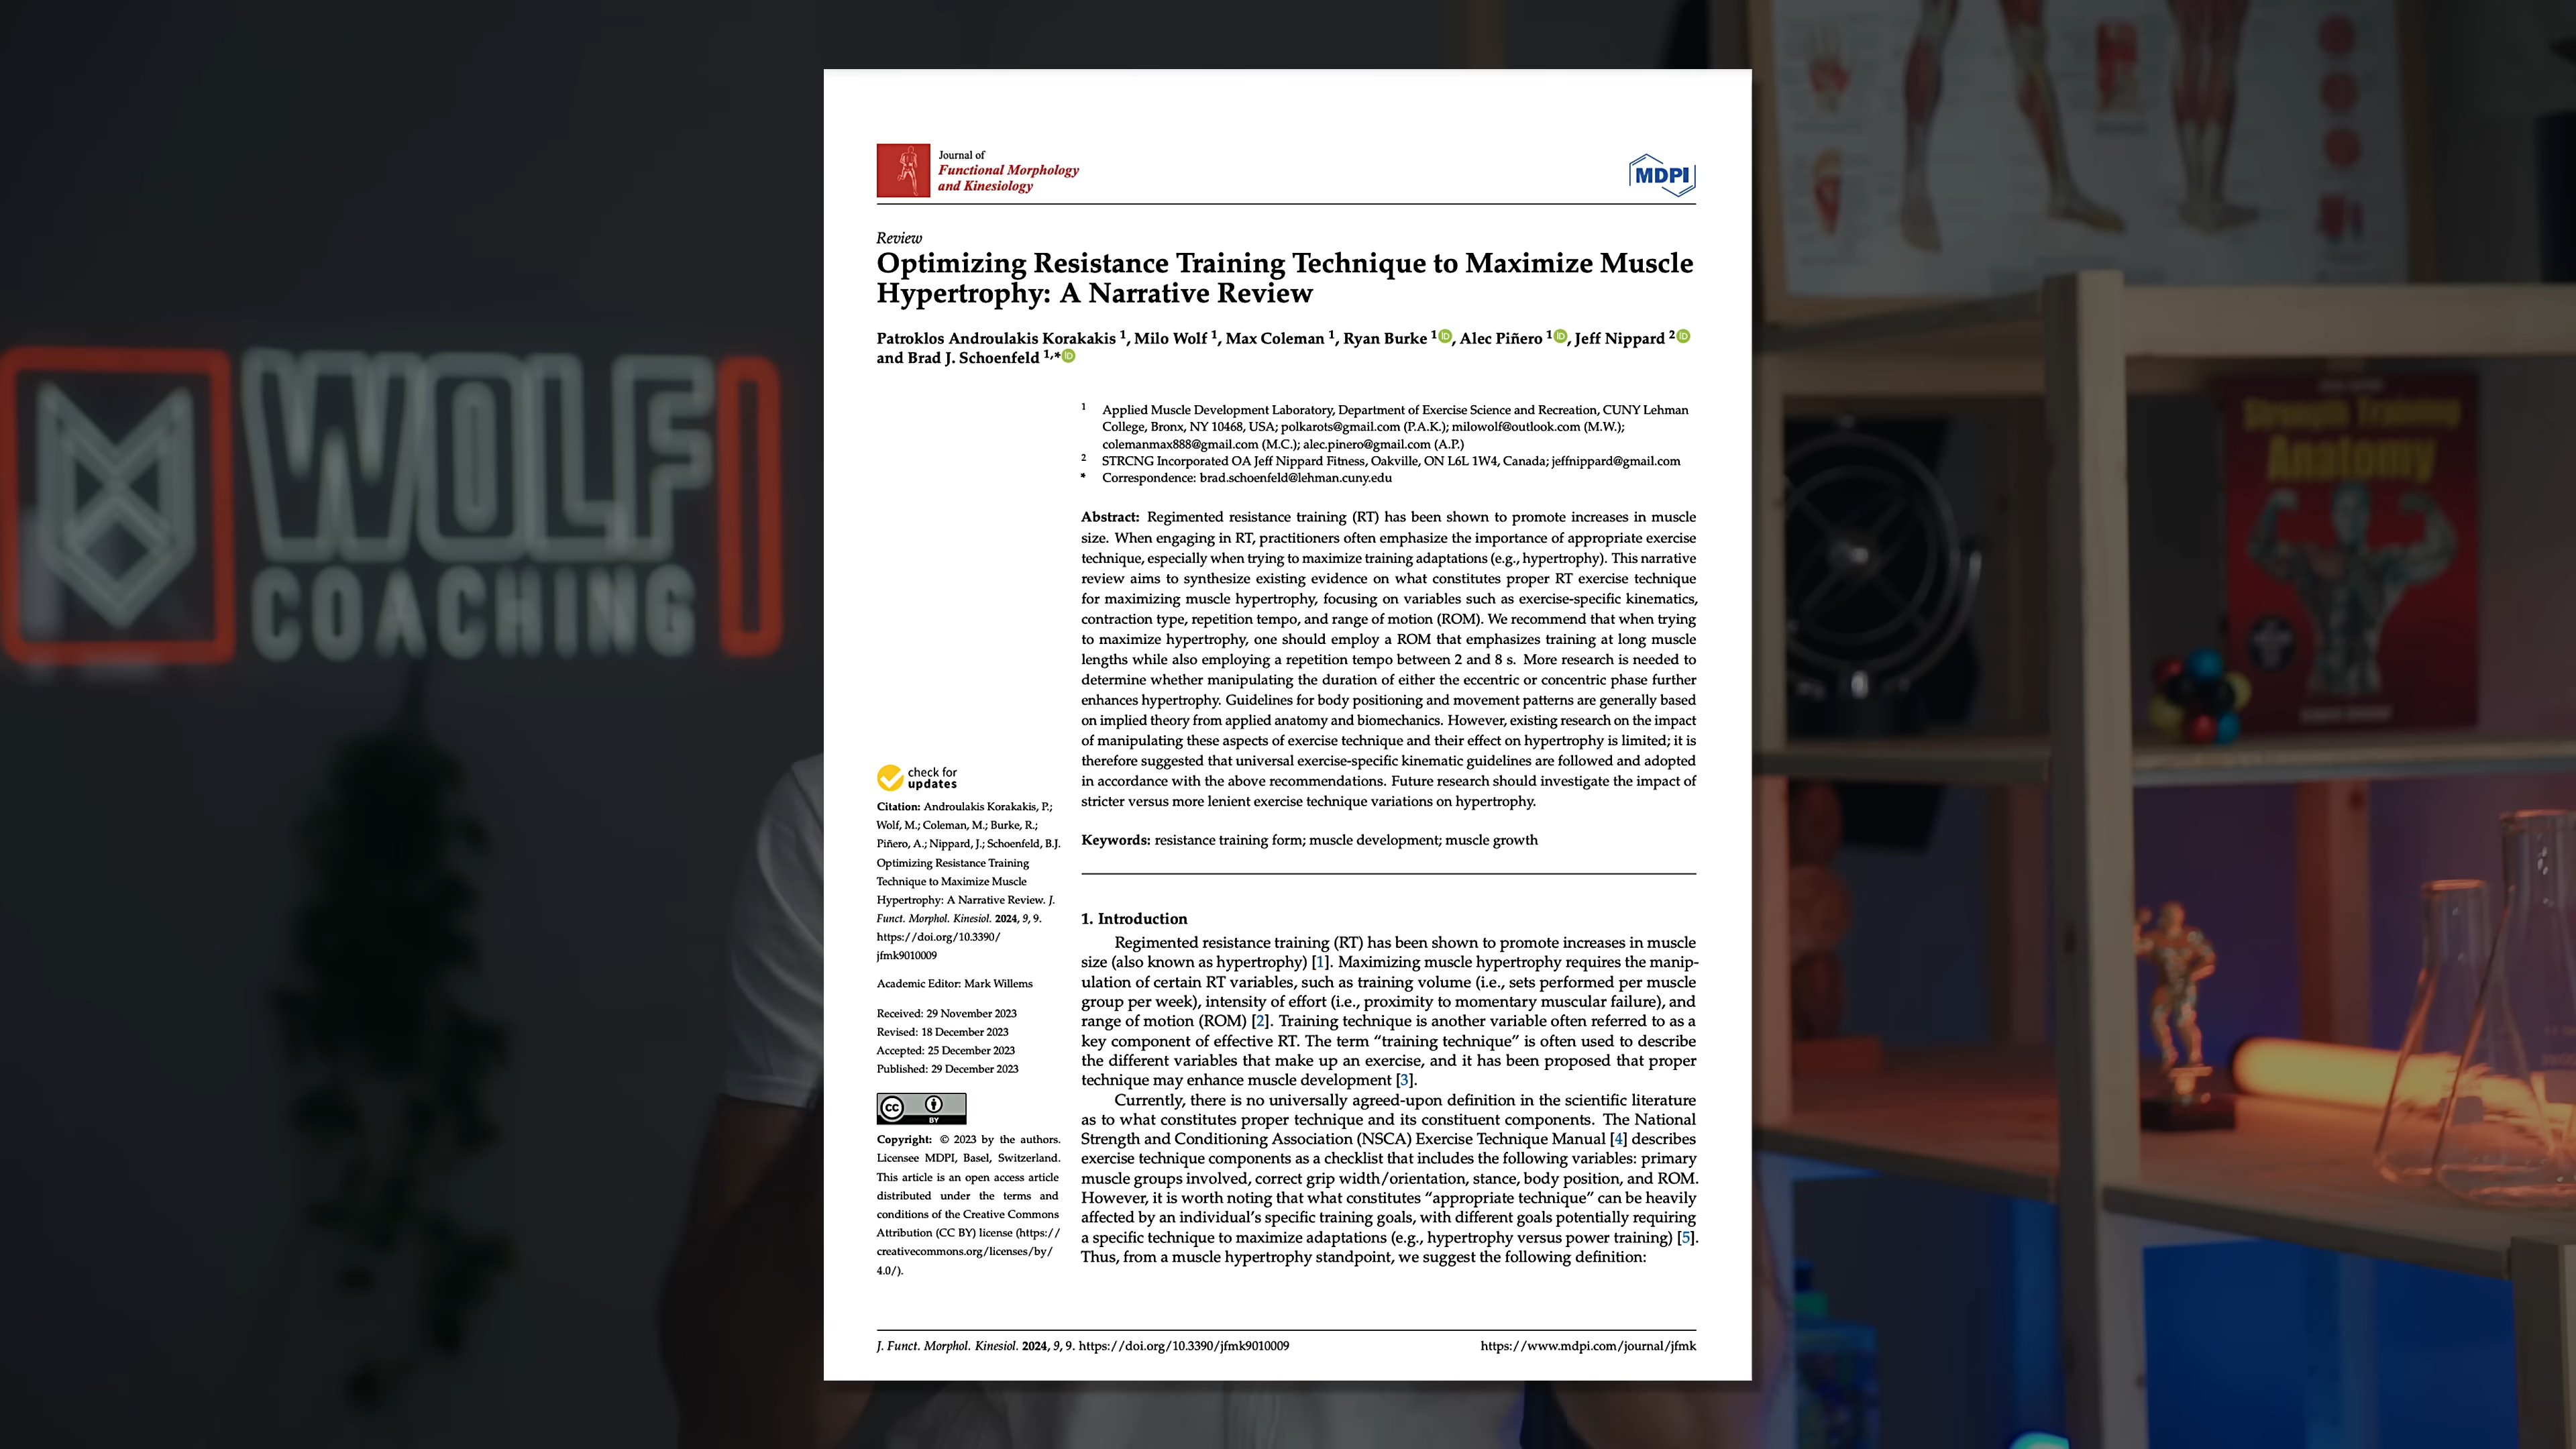 WOLF
COACHING
Strength Training
Anatomy
Journal of
Functional Morphology
and Kinesiology
MDPI
Review
Optimizing Resistance Training Technique to Maximize Muscle
Hypertrophy: A Narrative Review
Patroklos Androulakis Korakakis 1, Milo Wolf 1, Max Coleman 1, Ryan Burke 1 iD, Alec Piñero 1 iD, Jeff Nippard 2 iD
and Brad J. Schoenfeld 1,* iD
1 Applied Muscle Development Laboratory, Department of Exercise Science and Recreation, CUNY Lehman
College, Bronx, NY 10468, USA; polkarots@gmail.com (P.A.K.); milowolf@outlook.com (M.W.);
colemanmax888@gmail.com (M.C.); alec.pinero@gmail.com (A.P.)
2 STRCNG Incorporated OA Jeff Nippard Fitness, Oakville, ON L6L 1W4, Canada; jeffnippard@gmail.com
* Correspondence: brad.schoenfeld@lehman.cuny.edu
Abstract: Regimented resistance training (RT) has been shown to promote increases in muscle
size. When engaging in RT, practitioners often emphasize the importance of appropriate exercise
technique, especially when trying to maximize training adaptations (e.g., hypertrophy). This narrative
review aims to synthesize existing evidence on what constitutes proper RT exercise technique
for maximizing muscle hypertrophy, focusing on variables such as exercise-specific kinematics,
contraction type, repetition tempo, and range of motion (ROM). We recommend that when trying
to maximize hypertrophy, one should employ a ROM that emphasizes training at long muscle
lengths while also employing a repetition tempo between 2 and 8 s. More research is needed to
determine whether manipulating the duration of either the eccentric or concentric phase further
enhances hypertrophy. Guidelines for body positioning and movement patterns are generally based
on implied theory from applied anatomy and biomechanics. However, existing research on the impact
of manipulating these aspects of exercise technique and their effect on hypertrophy is limited; it is
therefore suggested that universal exercise-specific kinematic guidelines are followed and adopted
in accordance with the above recommendations. Future research should investigate the impact of
stricter versus more lenient exercise technique variations on hypertrophy.
Keywords: resistance training form; muscle development; muscle growth
check for
updates
Citation: Androulakis Korakakis, P.;
Wolf, M.; Coleman, M.; Burke, R.;
Piñero, A.; Nippard, J.; Schoenfeld, B.J.
Optimizing Resistance Training
Technique to Maximize Muscle
Hypertrophy: A Narrative Review. J.
Funct. Morphol. Kinesiol. 2024, 9, 9.
https://doi.org/10.3390/
jfmk9010009
Academic Editor: Mark Willems
Received: 29 November 2023
Revised: 18 December 2023
Accepted: 25 December 2023
Published: 29 December 2023
cc
BY
Copyright: © 2023 by the authors.
Licensee MDPI, Basel, Switzerland.
This article is an open access article
distributed under the terms and
conditions of the Creative Commons
Attribution (CC BY) license (https://
creativecommons.org/licenses/by/
4.0/).
1. Introduction
Regimented resistance training (RT) has been shown to promote increases in muscle
size (also known as hypertrophy) [1]. Maximizing muscle hypertrophy requires the manip-
ulation of certain RT variables, such as training volume (i.e., sets performed per muscle
group per week), intensity of effort (i.e., proximity to momentary muscular failure), and
range of motion (ROM) [2]. Training technique is another variable often referred to as a
key component of effective RT. The term “training technique” is often used to describe
the different variables that make up an exercise, and it has been proposed that proper
technique may enhance muscle development [3].
Currently, there is no universally agreed-upon definition in the scientific literature
as to what constitutes proper technique and its constituent components. The National
Strength and Conditioning Association (NSCA) Exercise Technique Manual [4] describes
exercise technique components as a checklist that includes the following variables: primary
muscle groups involved, correct grip width/orientation, stance, body position, and ROM.
However, it is worth noting that what constitutes “appropriate technique” can be heavily
affected by an individual’s specific training goals, with different goals potentially requiring
a specific technique to maximize adaptations (e.g., hypertrophy versus power training) [5].
Thus, from a muscle hypertrophy standpoint, we suggest the following definition:
J. Funct. Morphol. Kinesiol. 2024, 9, 9. https://doi.org/10.3390/jfmk9010009
https://www.mdpi.com/journal/jfmk